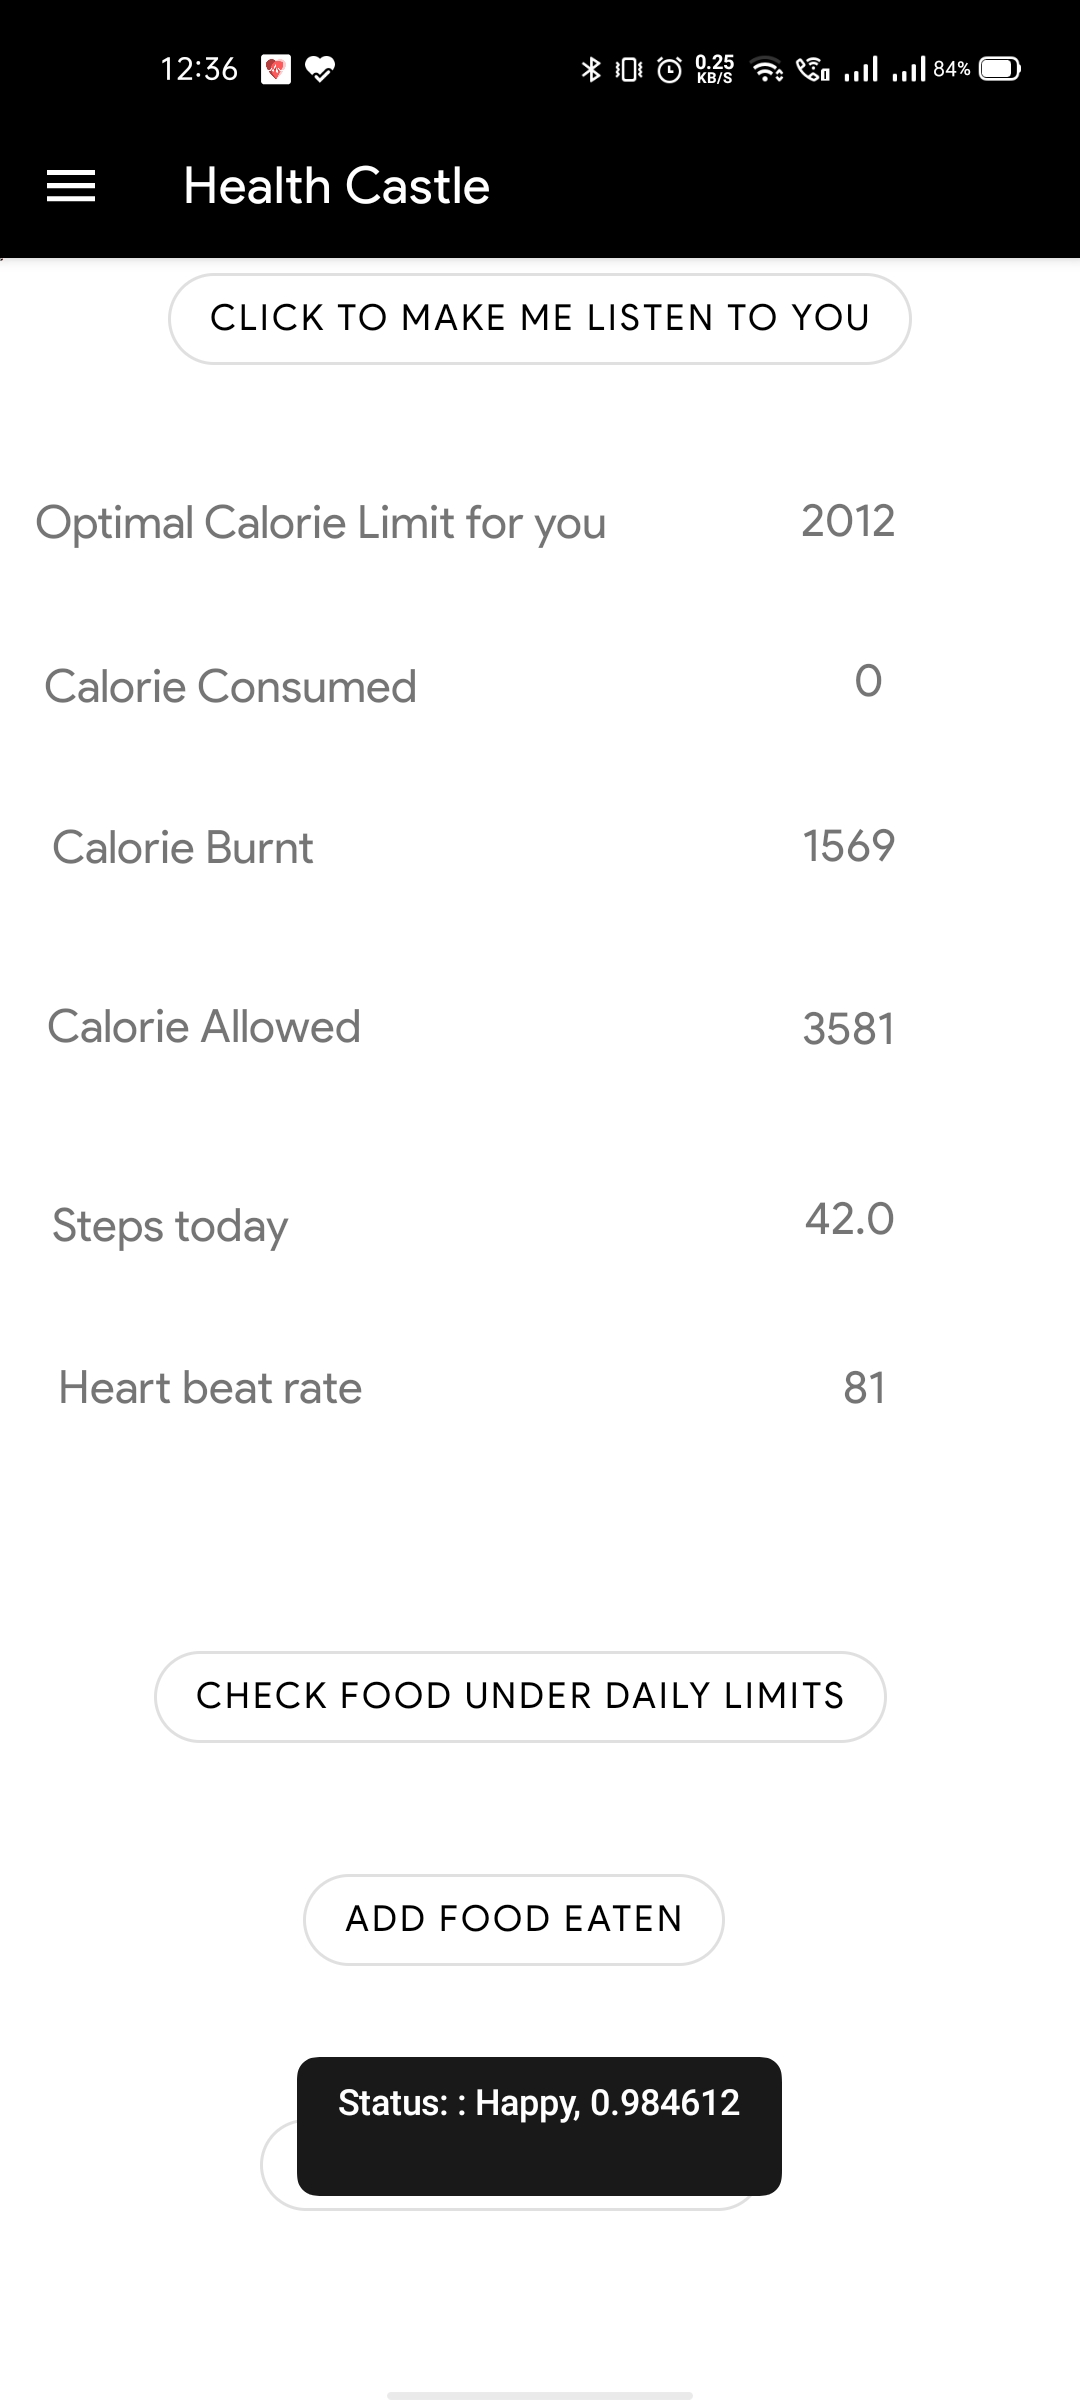 12:36 0.25 KB/S 84%
Health Castle
CLICK TO MAKE ME LISTEN TO YOU
Optimal Calorie Limit for you 2012
Calorie Consumed 0
Calorie Burnt 1569
Calorie Allowed 3581
Steps today 42.0
Heart beat rate 81
CHECK FOOD UNDER DAILY LIMITS
ADD FOOD EATEN
Status: : Happy, 0.984612